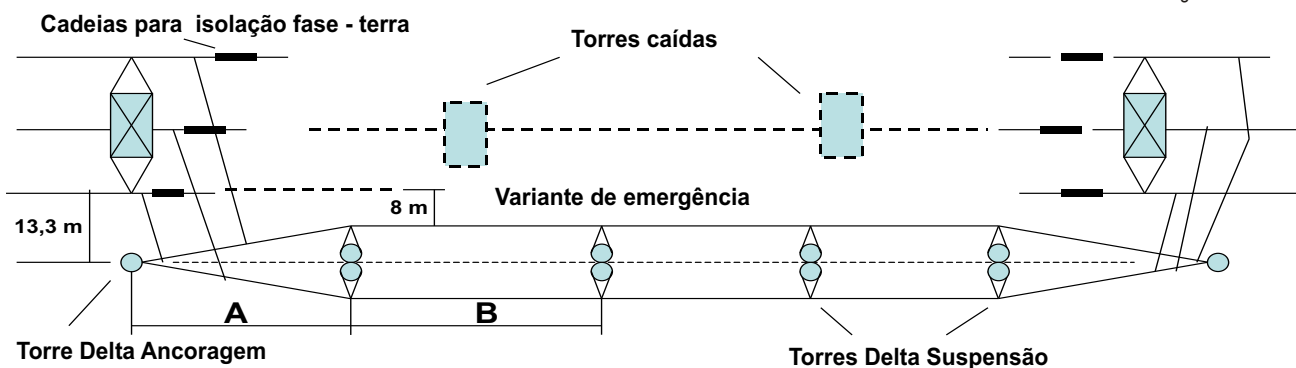 Cadeias para isolação fase - terra
Torres caídas
Variante de emergência
8 m
13,3 m
A
B
Torre Delta Ancoragem
Torres Delta Suspensão